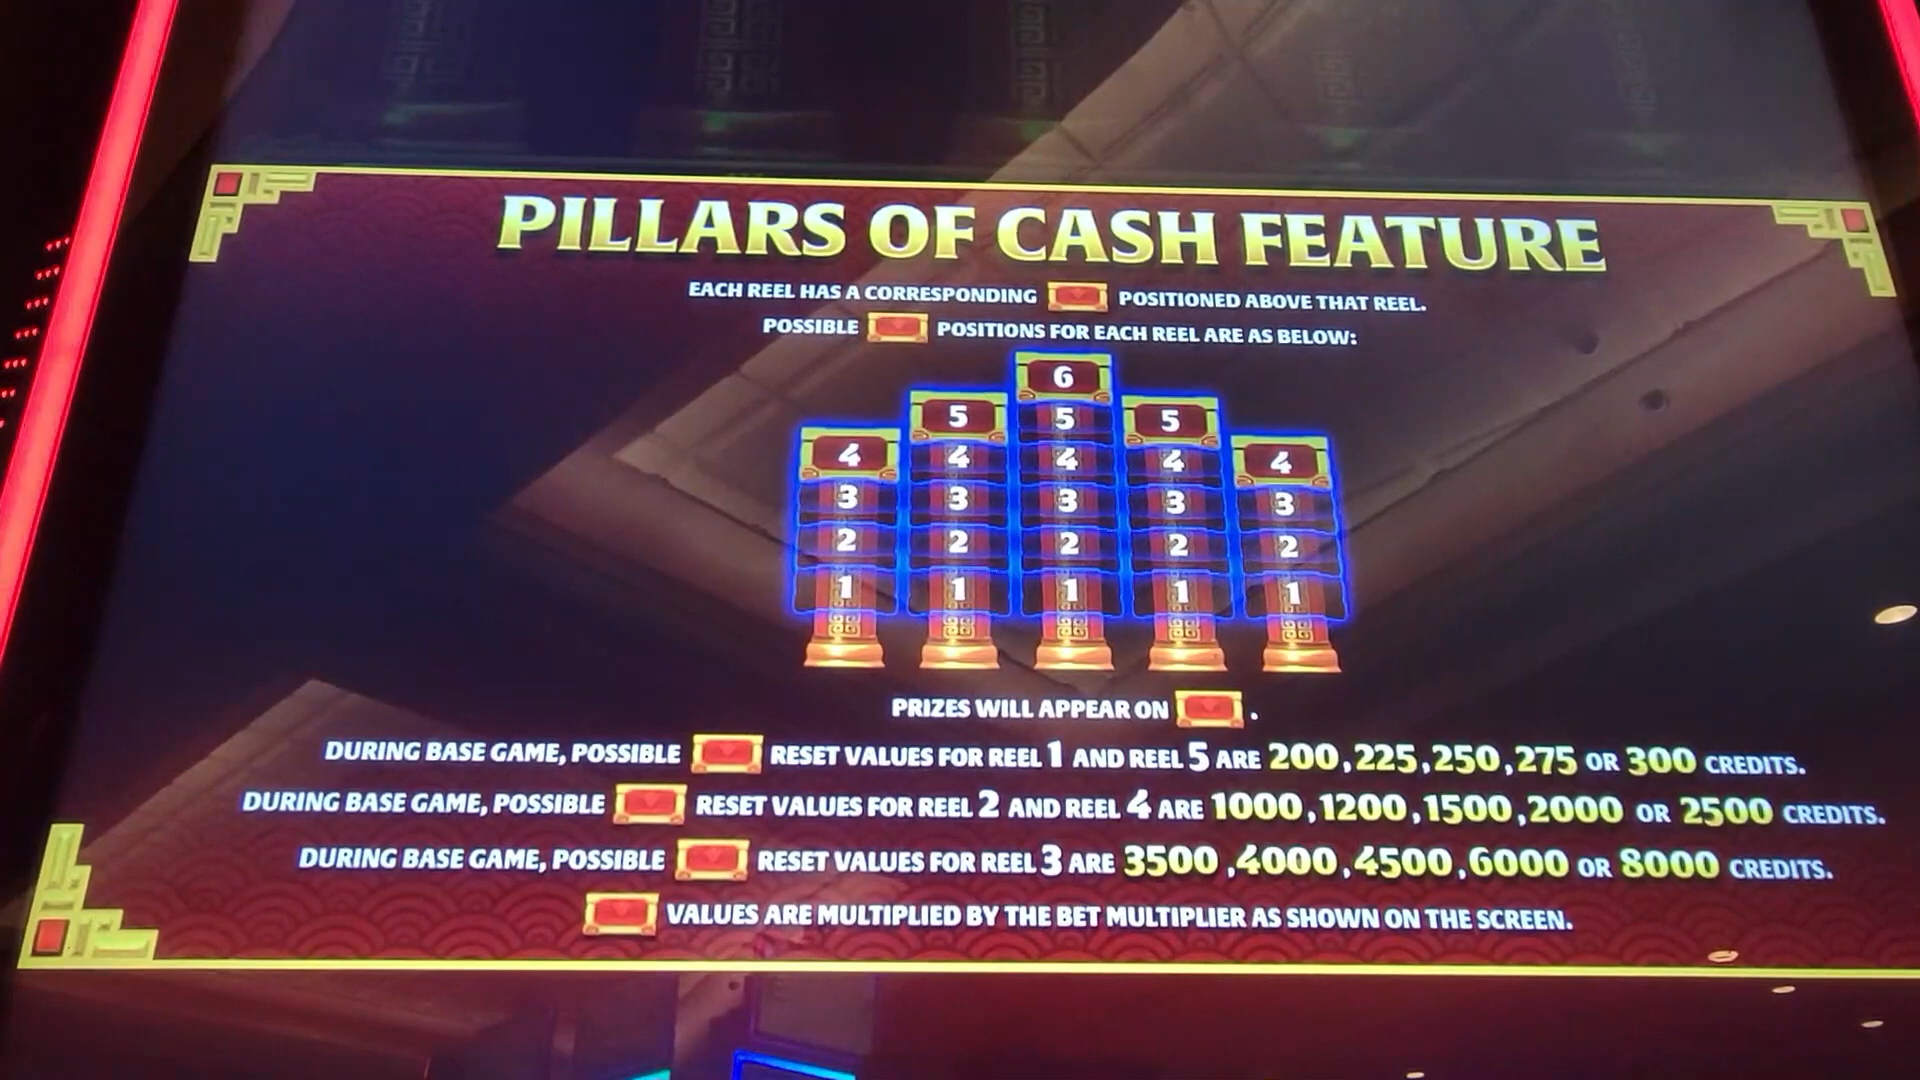 PILLARS OF CASH FEATURE
EACH REEL HAS A CORRESPONDING POSITIONED ABOVE THAT REEL.
POSSIBLE POSITIONS FOR EACH REEL ARE AS BELOW:
6
5 5 5
4 4 4 4 4
3 3 3 3 3
2 2 2 2 2
1 1 1 1 1
PRIZES WILL APPEAR ON .
DURING BASE GAME, POSSIBLE RESET VALUES FOR REEL 1 AND REEL 5 ARE 200,225,250,275 OR 300 CREDITS.
DURING BASE GAME, POSSIBLE RESET VALUES FOR REEL 2 AND REEL 4 ARE 1000,1200,1500,2000 OR 2500 CREDITS.
DURING BASE GAME, POSSIBLE RESET VALUES FOR REEL 3 ARE 3500,4000,4500,6000 OR 8000 CREDITS.
VALUES ARE MULTIPLIED BY THE BET MULTIPLIER AS SHOWN ON THE SCREEN.